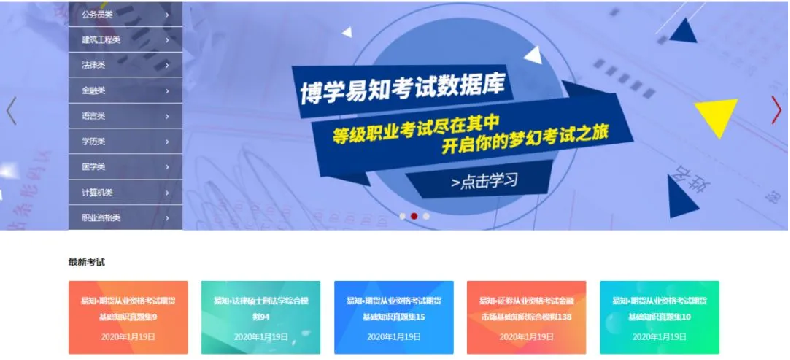 公务员类
建筑工程类
法律类
金融类
语言类
学历类
医学类
计算机类
职业资格类
博学易知考试数据库
等级职业考试尽在其中
开启你的梦幻考试之旅
>点击学习
姓名
最新考试
易知·期货从业资格考试期货
基础知识真题集9
2020年1月19日
易知·法律硕士刑法学综合模
拟94
2020年1月19日
易知·期货从业资格考试期货
基础知识真题集15
2020年1月19日
易知·证券从业资格考试金融
市场基础知识综合模拟138
2020年1月19日
易知·期货从业资格考试期货
基础知识真题集10
2020年1月19日